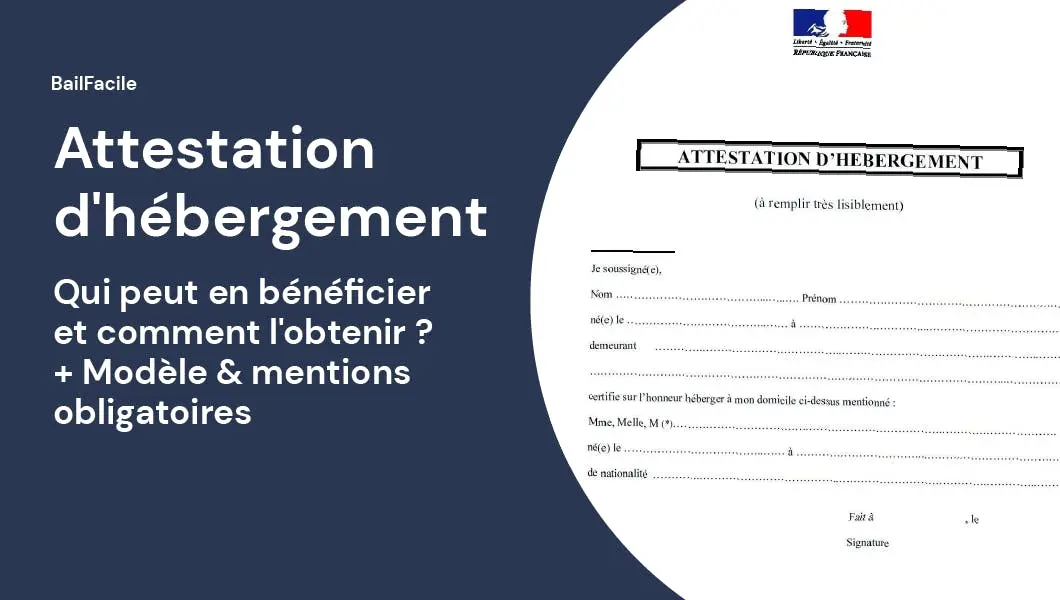 BailFacile
Attestation
d'hébergement
Qui peut en bénéficier
et comment l'obtenir ?
+ Modèle & mentions
obligatoires
Liberté • Égalité • Fraternité
RÉPUBLIQUE FRANÇAISE
ATTESTATION D'HEBERGEMENT
(à remplir très lisiblement)
Je soussigné(e),
Nom ................................................ Prénom ................................................
né(e) le ................................................ à ................................................
demeurant ................................................
................................................
certifie sur l'honneur héberger à mon domicile ci-dessus mentionné :
Mme, Melle, M (*)................................................
né(e) le ................................................ à ................................................
de nationalité ................................................
Fait à , le
Signature